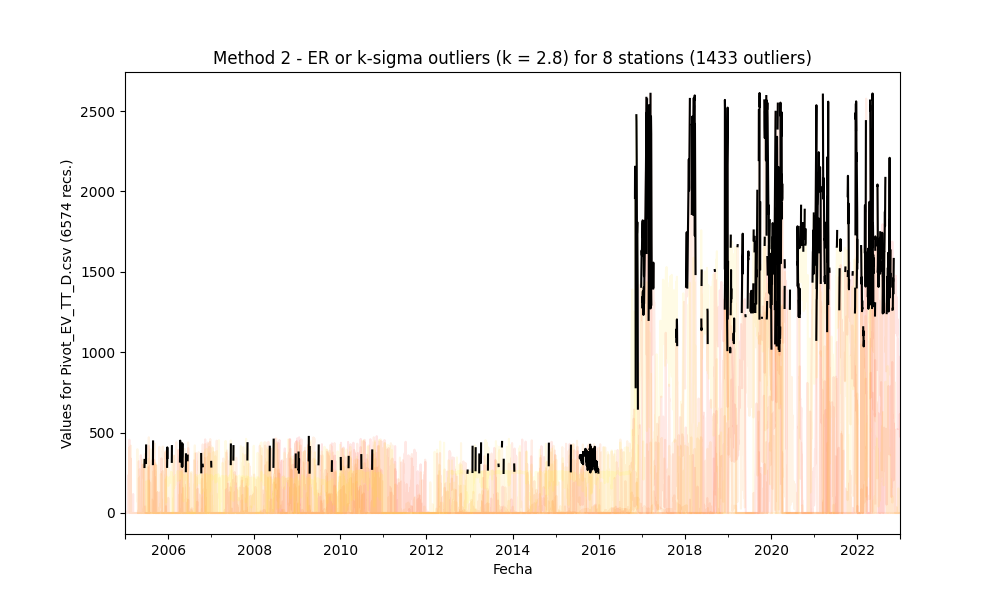 Method 2 - ER or k-sigma outliers (k = 2.8) for 8 stations (1433 outliers)
Values for Pivot_EV_TT_D.csv (6574 recs.)
2500
2000
1500
1000
500
0
2006 2008 2010 2012 2014 2016 2018 2020 2022
Fecha